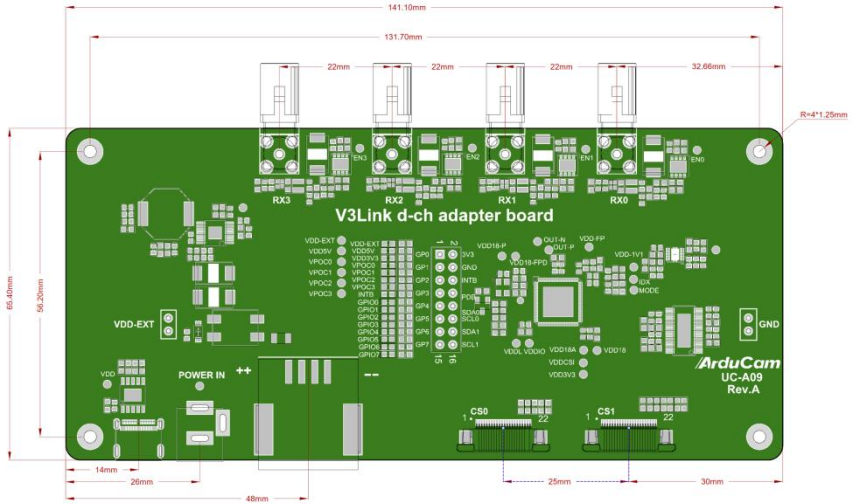 141.10mm
131.70mm
22mm
22mm
22mm
32.66mm
R=4*1.25mm
65.40mm
56.20mm
EN3
EN2
EN1
EN0
RX3
RX2
RX1
RX0
V3Link d-ch adapter board
VDD-EXT
VDD5V
VPOC0
VPOC1
VPOC2
VPOC3
VDD-EXT
VDD5V
VDD3V3
VPOC0
VPOC1
VPOC2
VPOC3
INTB
GPIO0
GPIO1
GPIO2
GPIO3
GPIO4
GPIO5
GPIO6
GPIO7
1
2
GP0
3V3
GP1
GND
GP2
INTB
GP3
PDB
GP4
SDA0
GP5
SCL0
GP6
SDA1
GP7
SCL1
15
16
VDD18-P
OUT-N
OUT-P
VDD-FP
VDD18-FPD
VDD-1V1
IDX
MODE
VDDL
VDDIO
VDD18A
VDD18
VDDCSI
VDD3V3
VDD-EXT
GND
VDD
POWER IN
++
--
ArduCam
UC-A09
Rev.A
CS0
1
22
CS1
1
22
14mm
26mm
48mm
25mm
30mm